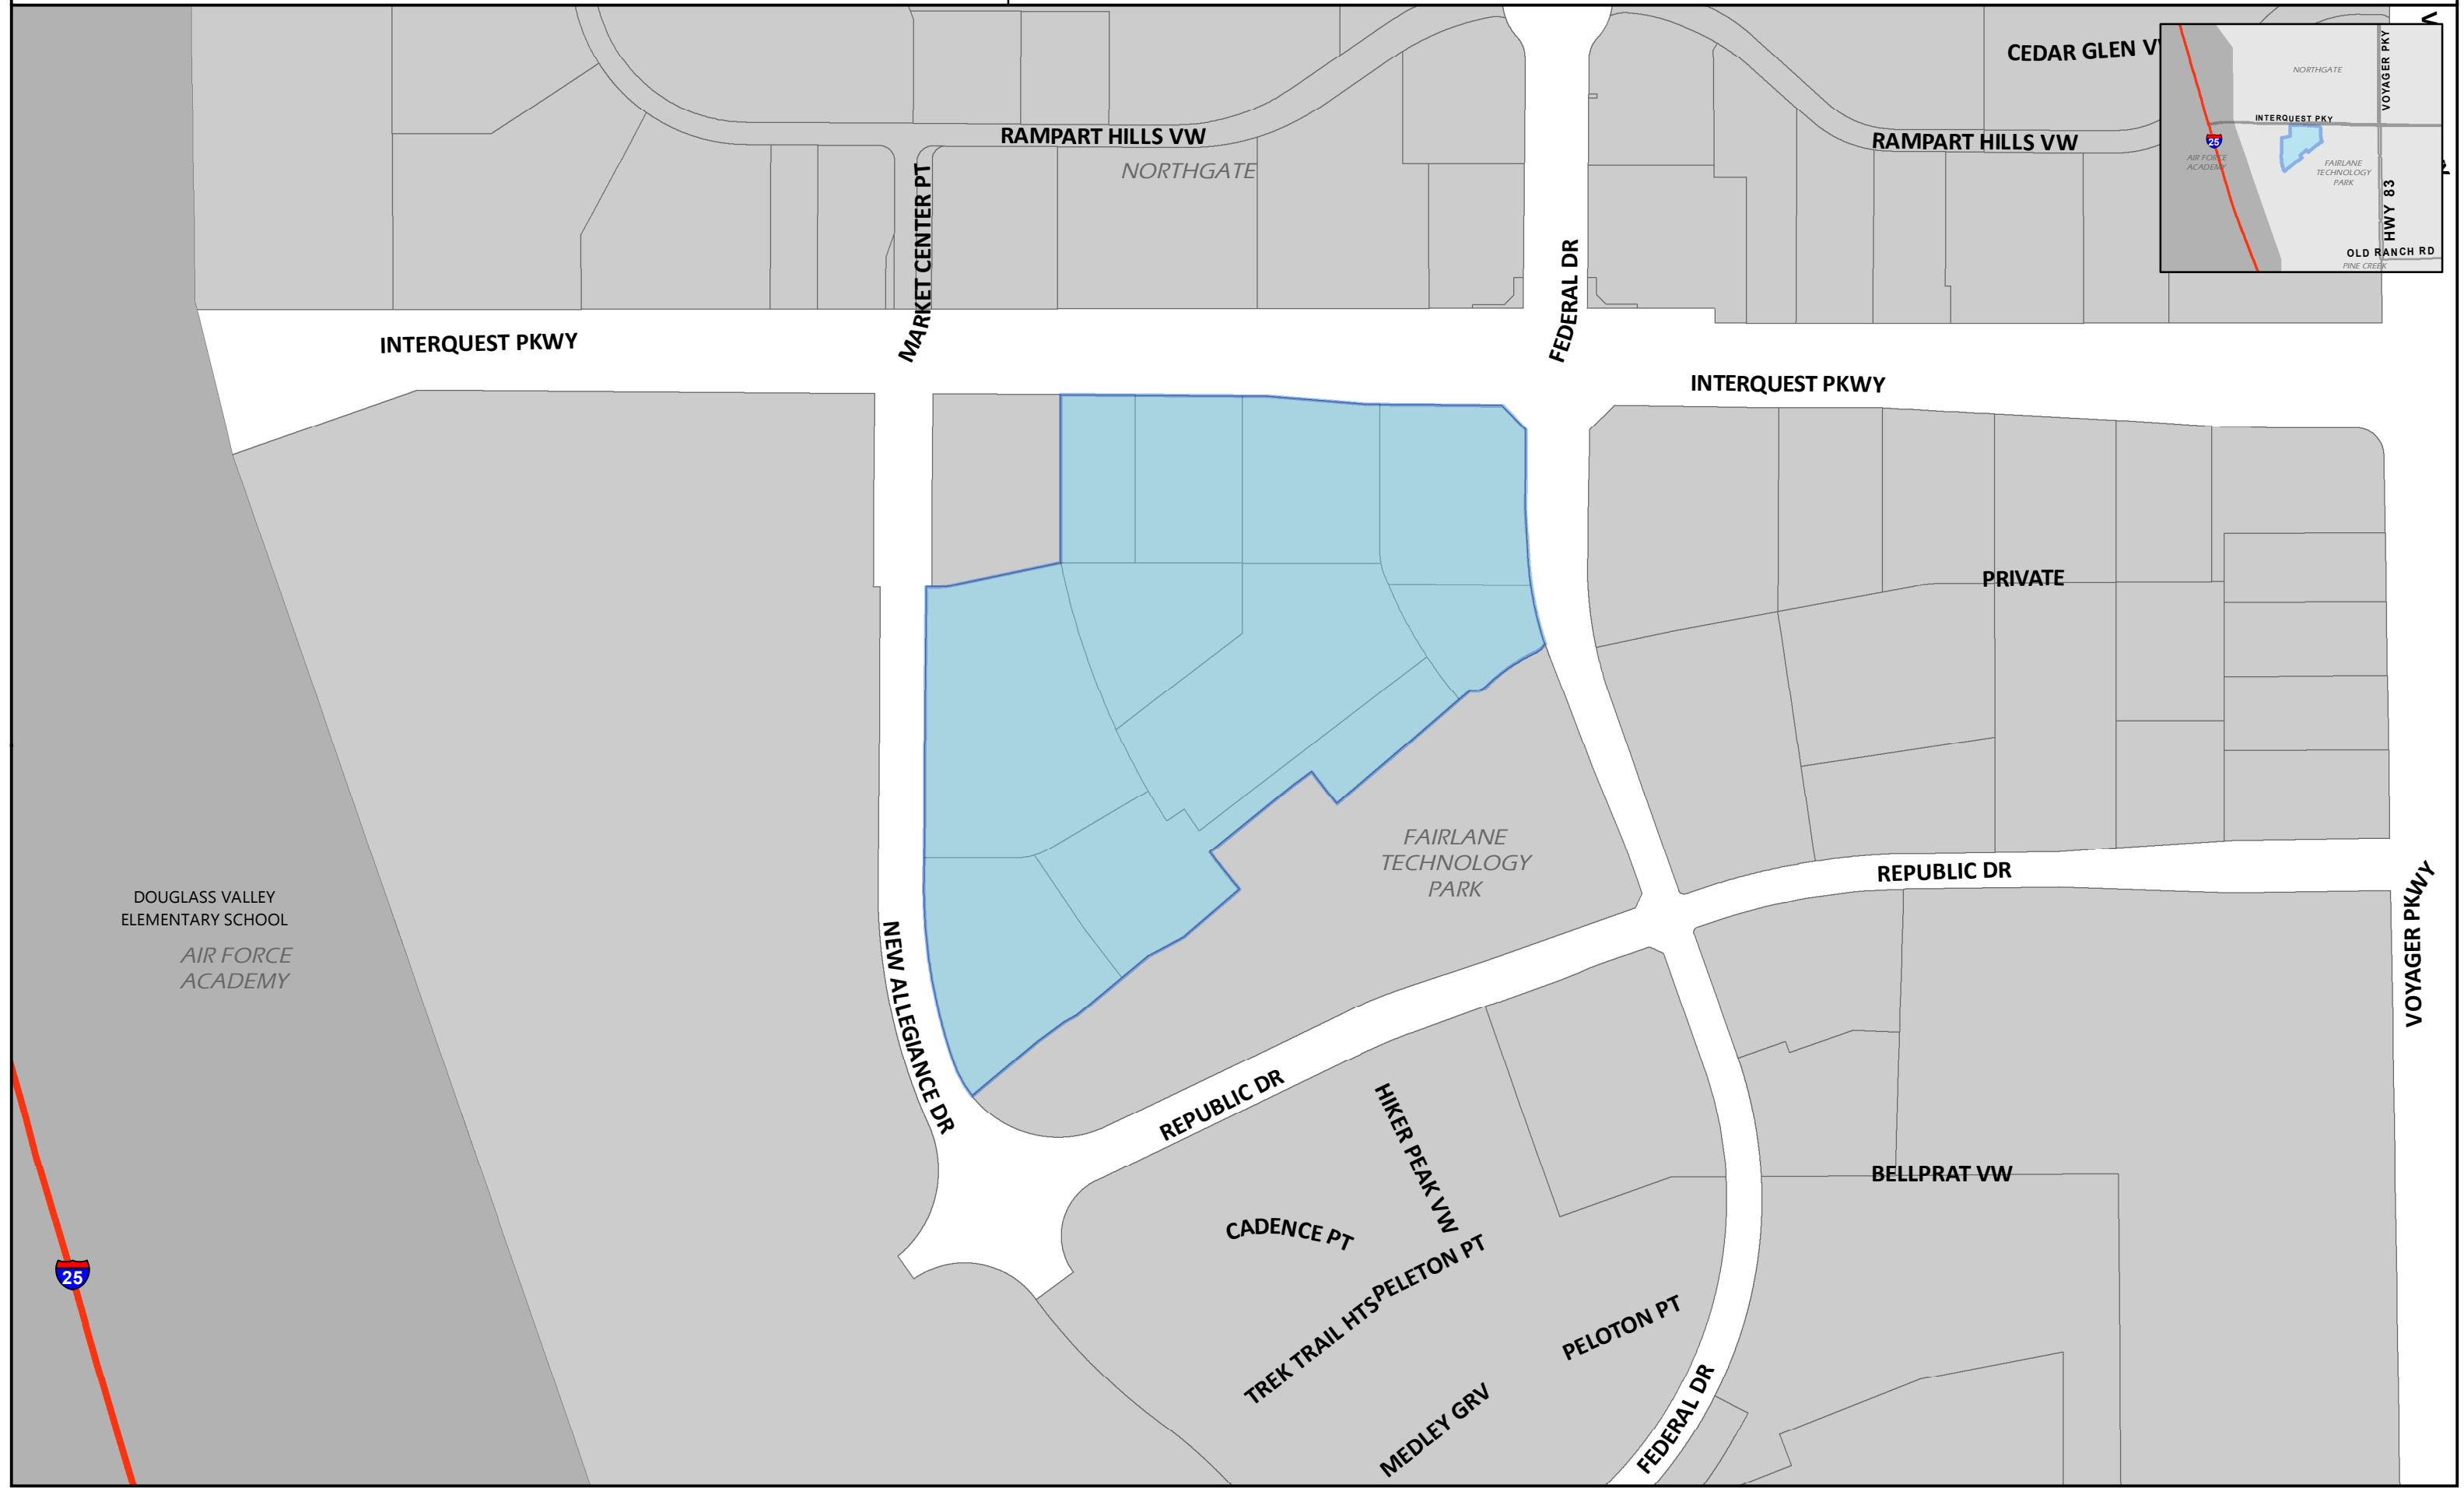 CEDAR GLEN
RAMPART HILLS VW
RAMPART HILLS VW
NORTHGATE
MARKET CENTER PT
FEDERAL DR
INTERQUEST PKWY
INTERQUEST PKWY
NORTHGATE
VOYAGER PKY
INTERQUEST PKY
25
AIR FORCE
ACADEMY
FAIRLANE
TECHNOLOGY
PARK
HWY 83
OLD RANCH RD
PINE CREEK
PRIVATE
FAIRLANE
TECHNOLOGY
PARK
REPUBLIC DR
VOYAGER PKWY
DOUGLASS VALLEY
ELEMENTARY SCHOOL
AIR FORCE
ACADEMY
NEW ALLEGIANCE DR
REPUBLIC DR
HIKER PEAK VW
BELLPRAT VW
CADENCE PT
PELETON PT
TREK TRAIL HTS
PELOTON PT
MEDLEY GRV
FEDERAL DR
25